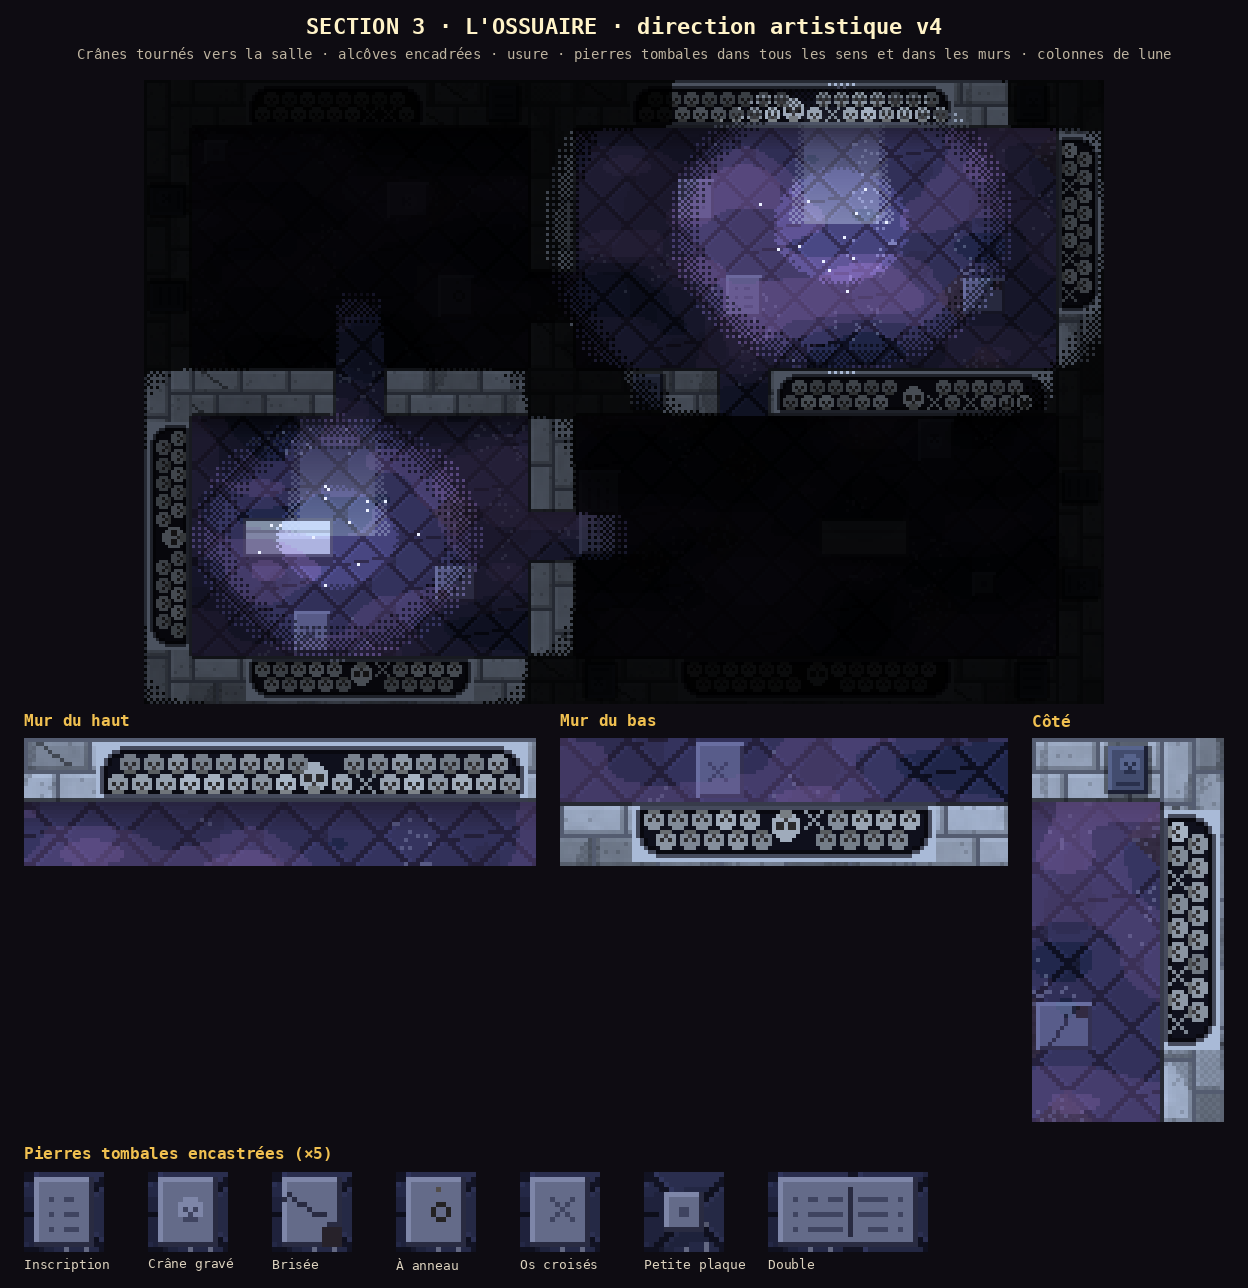 SECTION 3 · L'OSSUAIRE · direction artistique v4
Crânes tournés vers la salle · alcôves encadrées · usure · pierres tombales dans tous les sens et dans les murs · colonnes de lune
Mur du haut
Mur du bas
Côté
Pierres tombales encastrées (×5)
Inscription
Crâne gravé
Brisée
À anneau
Os croisés
Petite plaque
Double